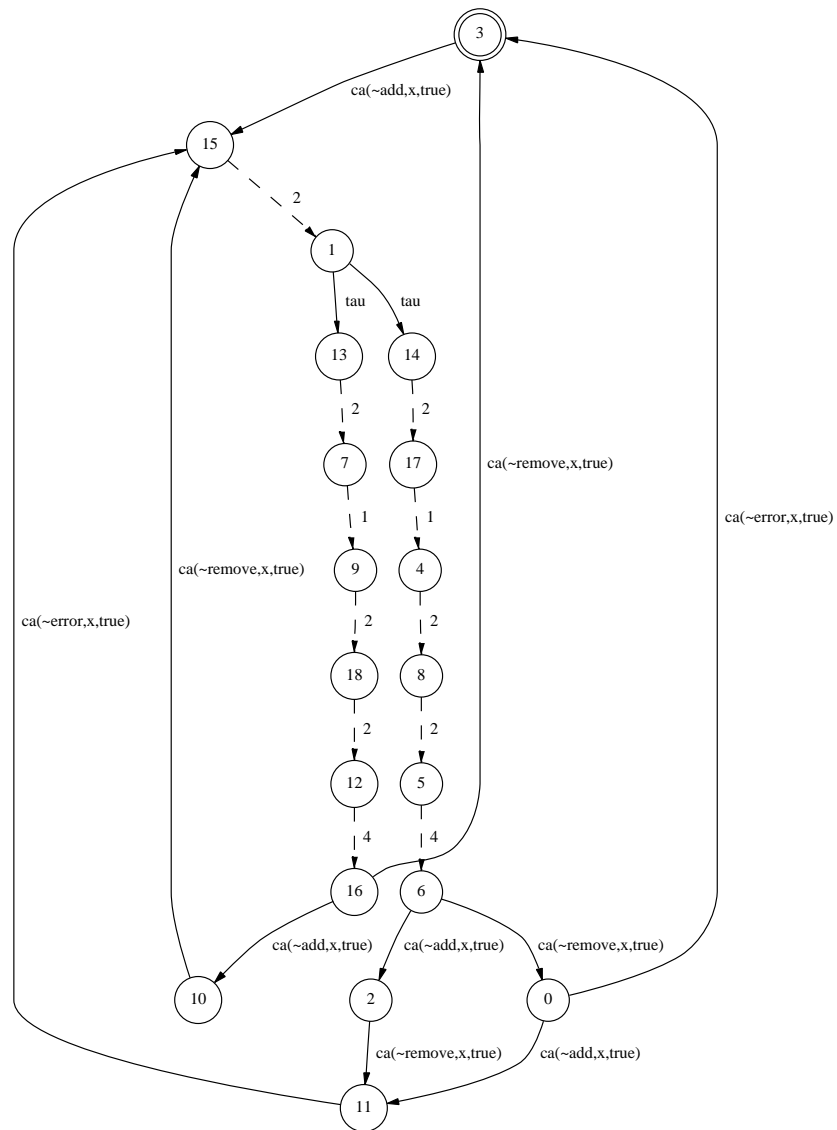 3
ca(~add,x,true)
15
2
1
tau
tau
13
14
2
2
7
17
1
1
ca(~remove,x,true)
ca(~error,x,true)
9
4
ca(~remove,x,true)
ca(~error,x,true)
2
2
18
8
2
2
12
5
4
4
16
6
ca(~add,x,true)
ca(~add,x,true)
ca(~remove,x,true)
10
2
0
ca(~remove,x,true)
ca(~add,x,true)
11